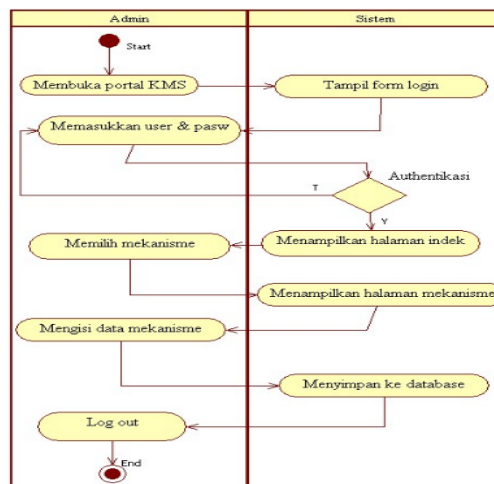 Admin
Sistem
Start
Membuka portal KMS
Tampil form login
Memasukkan user & pasw
Authentikasi
T
Y
Memilih mekanisme
Menampilkan halaman indek
Menampilkan halaman mekanisme
Mengisi data mekanisme
Menyimpan ke database
Log out
End